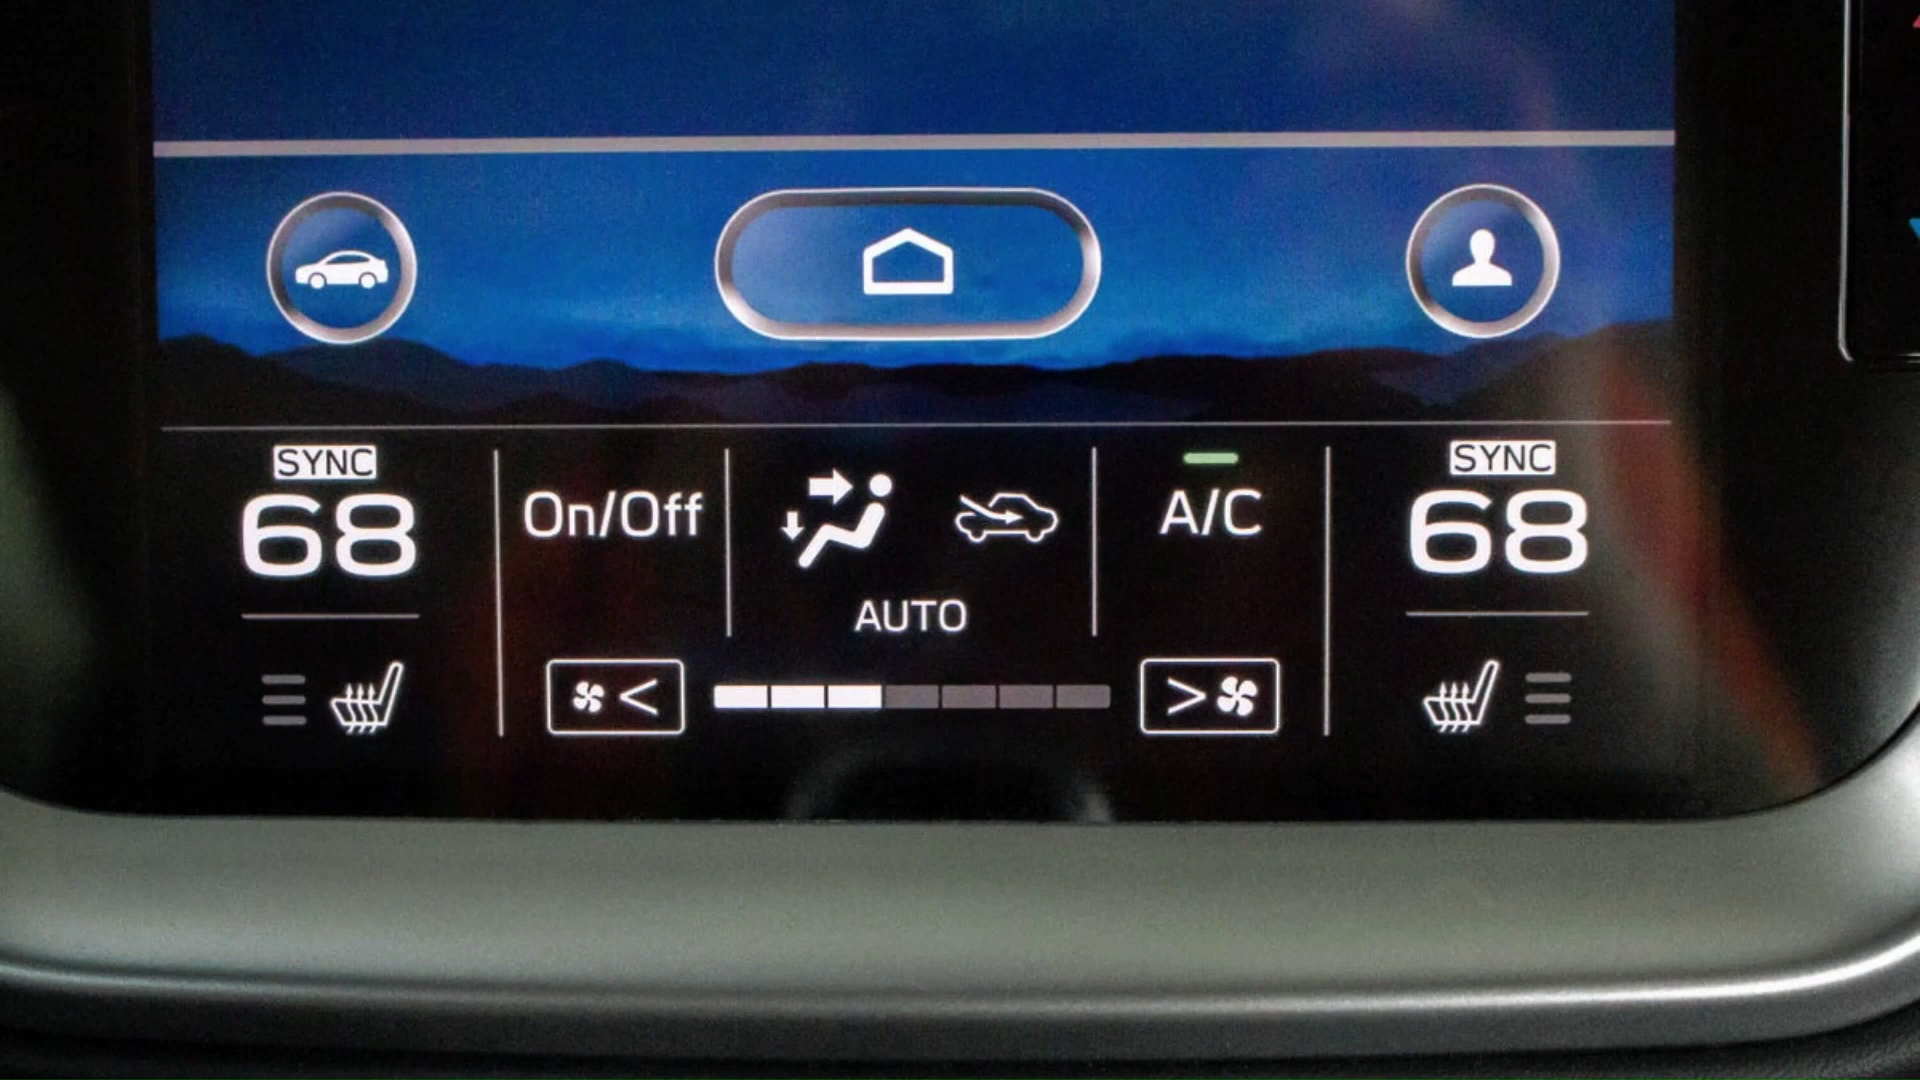 SYNC
68
On/Off
A/C
SYNC
68
AUTO
<
>